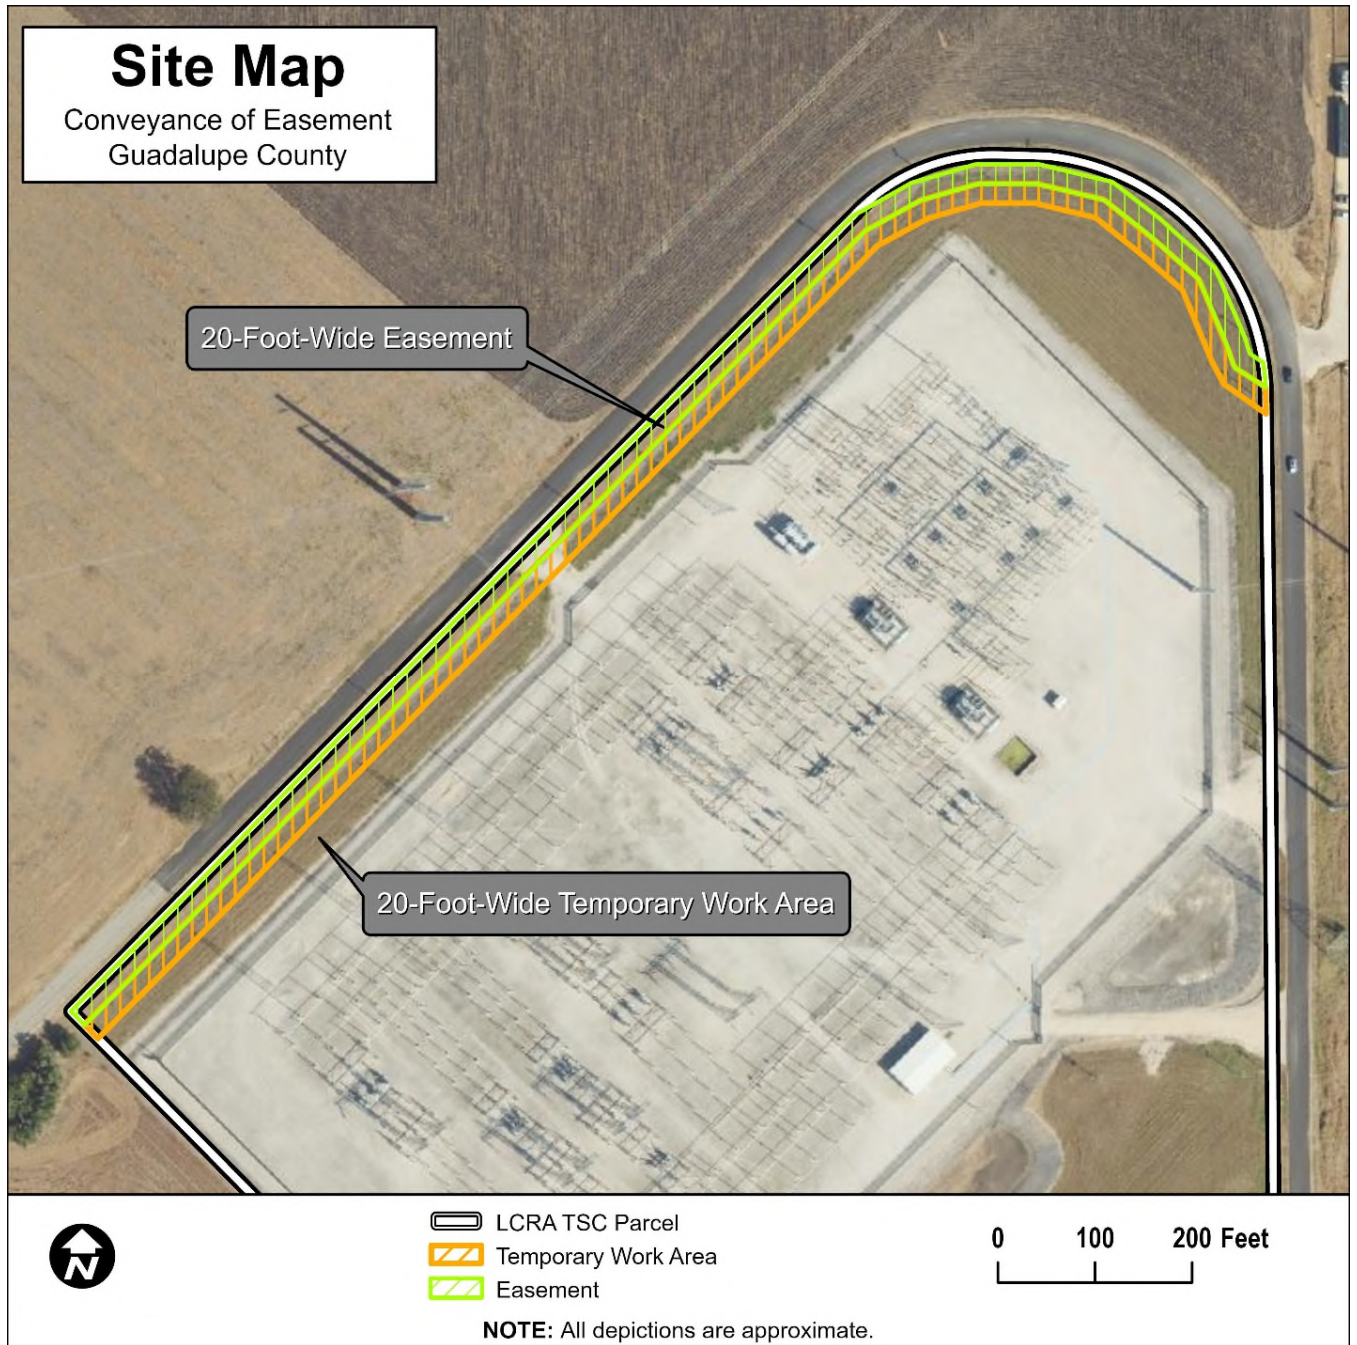 Site Map
Conveyance of Easement
Guadalupe County
20-Foot-Wide Easement
20-Foot-Wide Temporary Work Area
N
LCRA TSC Parcel
Temporary Work Area
Easement
0 100 200 Feet
NOTE: All depictions are approximate.